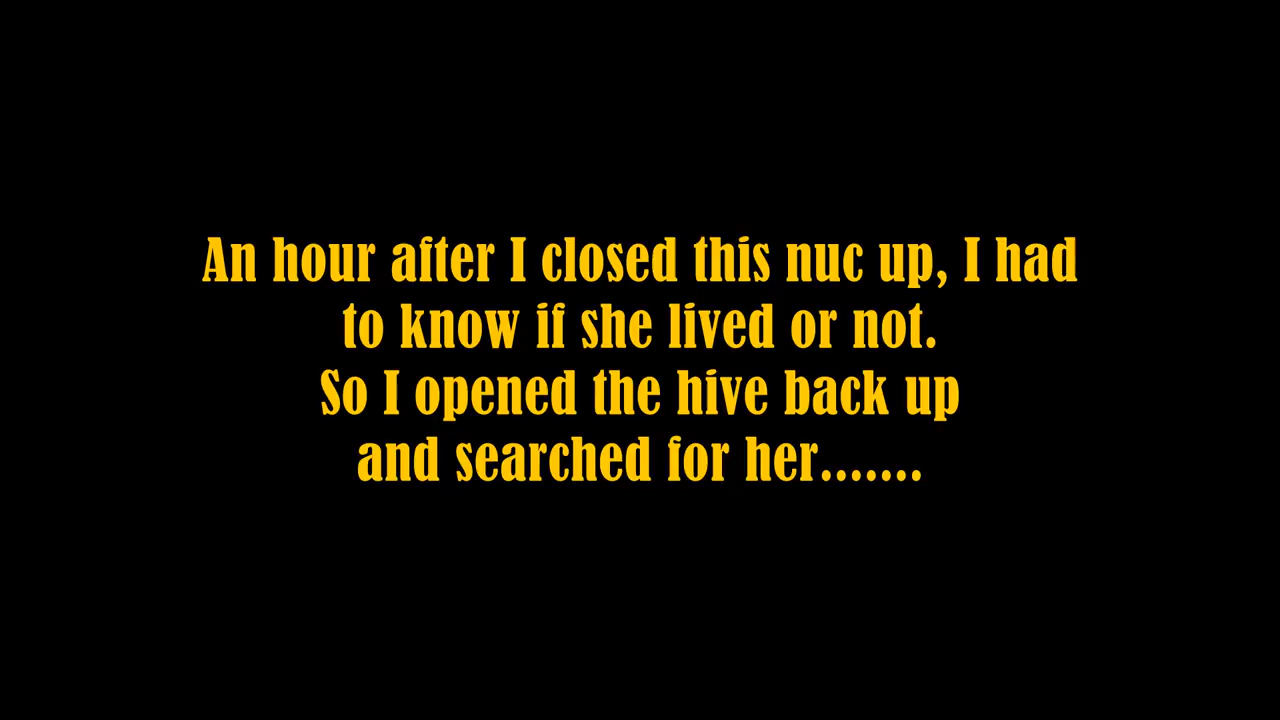 An hour after I closed this nuc up, I had
to know if she lived or not.
So I opened the hive back up
and searched for her.......